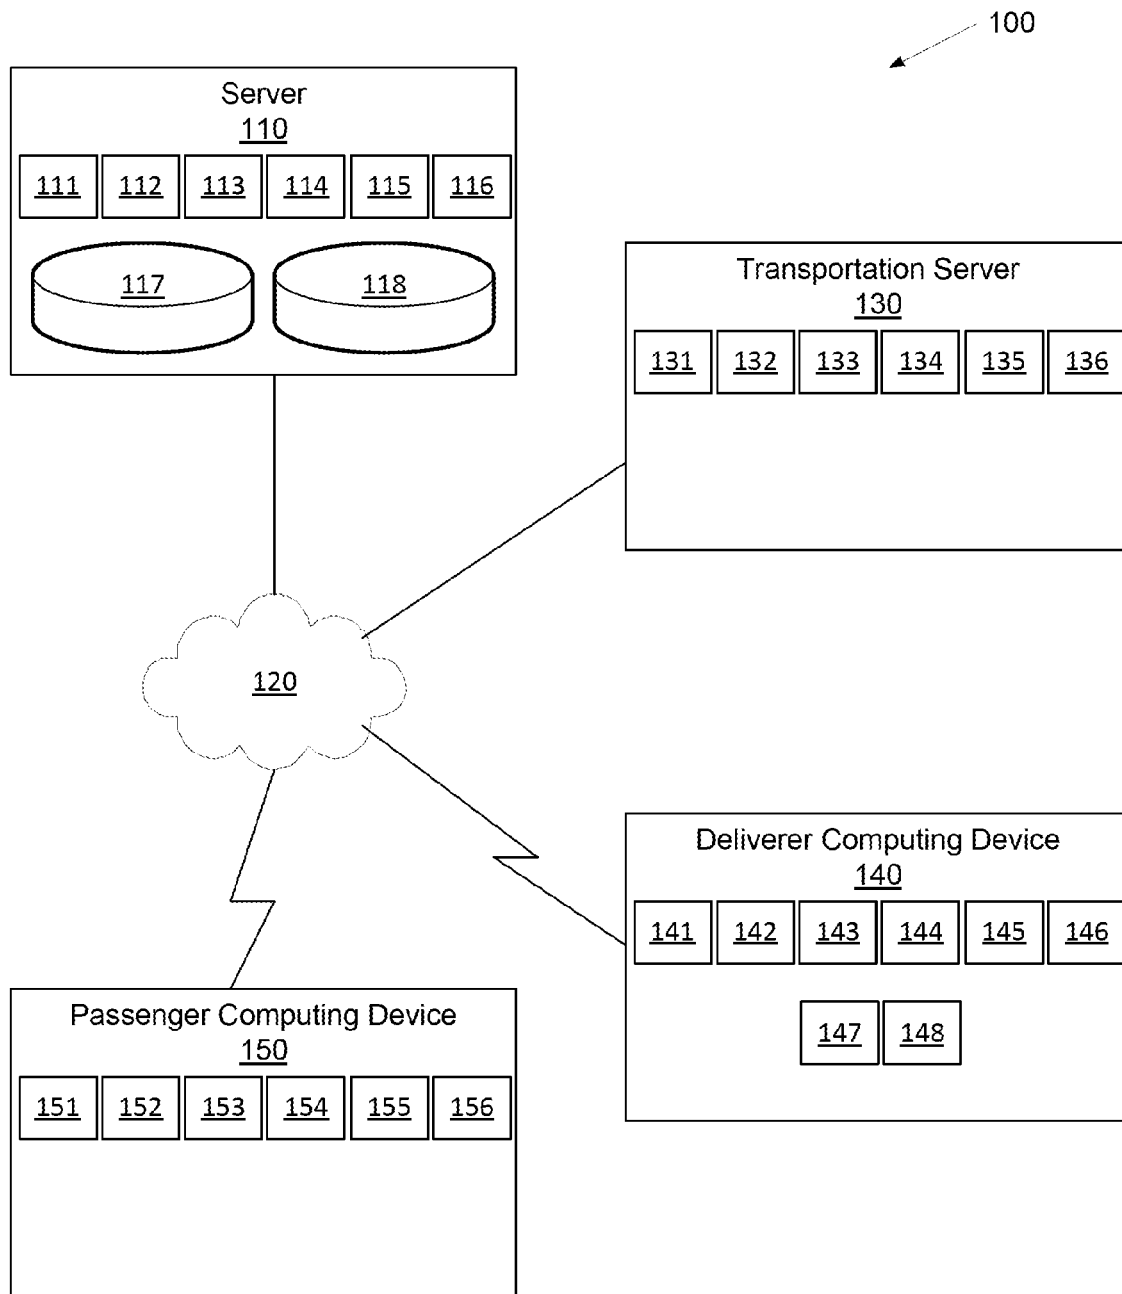 100
Server
110
111 112 113 114 115 116
117 118
Transportation Server
130
131 132 133 134 135 136
120
Deliverer Computing Device
140
141 142 143 144 145 146
147 148
Passenger Computing Device
150
151 152 153 154 155 156